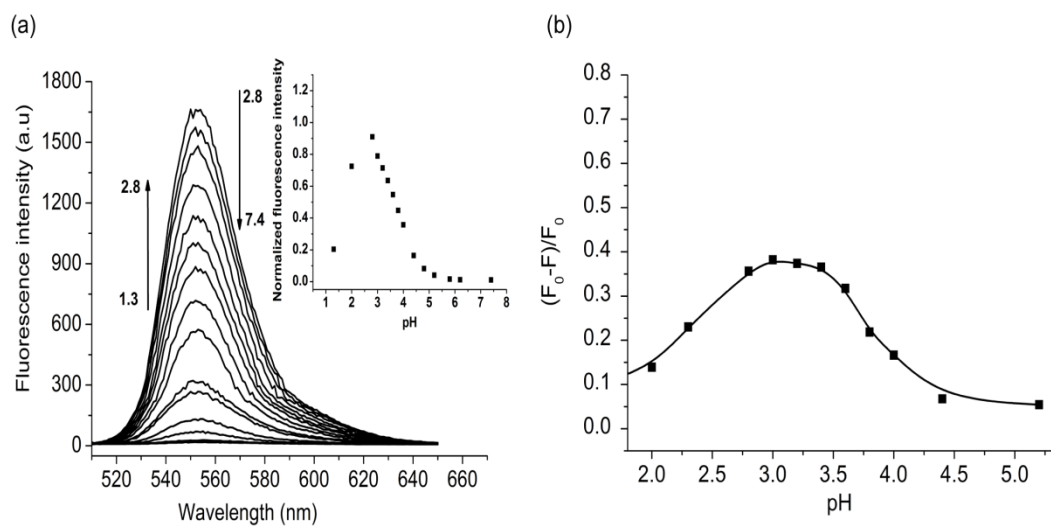 (a)
Fluorescence intensity (a.u)
1800
1500
1200
900
600
300
0
520 540 560 580 600 620 640 660
Wavelength (nm)
2.8
1.3
2.8
7.4
Normalized fluorescence intensity
1.2
1.0
0.8
0.6
0.4
0.2
0.0
1 2 3 4 5 6 7 8
pH
(b)
(F0-F)/F0
0.8
0.7
0.6
0.5
0.4
0.3
0.2
0.1
0.0
2.0 2.5 3.0 3.5 4.0 4.5 5.0
pH